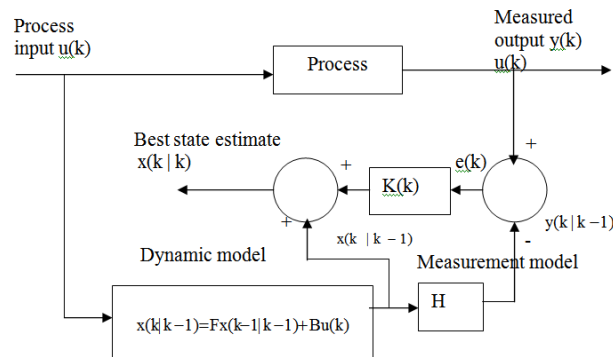 Process
input u(k)
Measured
output y(k)
u(k)
Process
Best state estimate
x(k | k)
+
K(k)
e(k)
+
+
x(k | k − 1)
y(k | k−1)
-
Dynamic model
Measurement model
x(k|k−1)=Fx(k-1|k−1)+Bu(k)
H